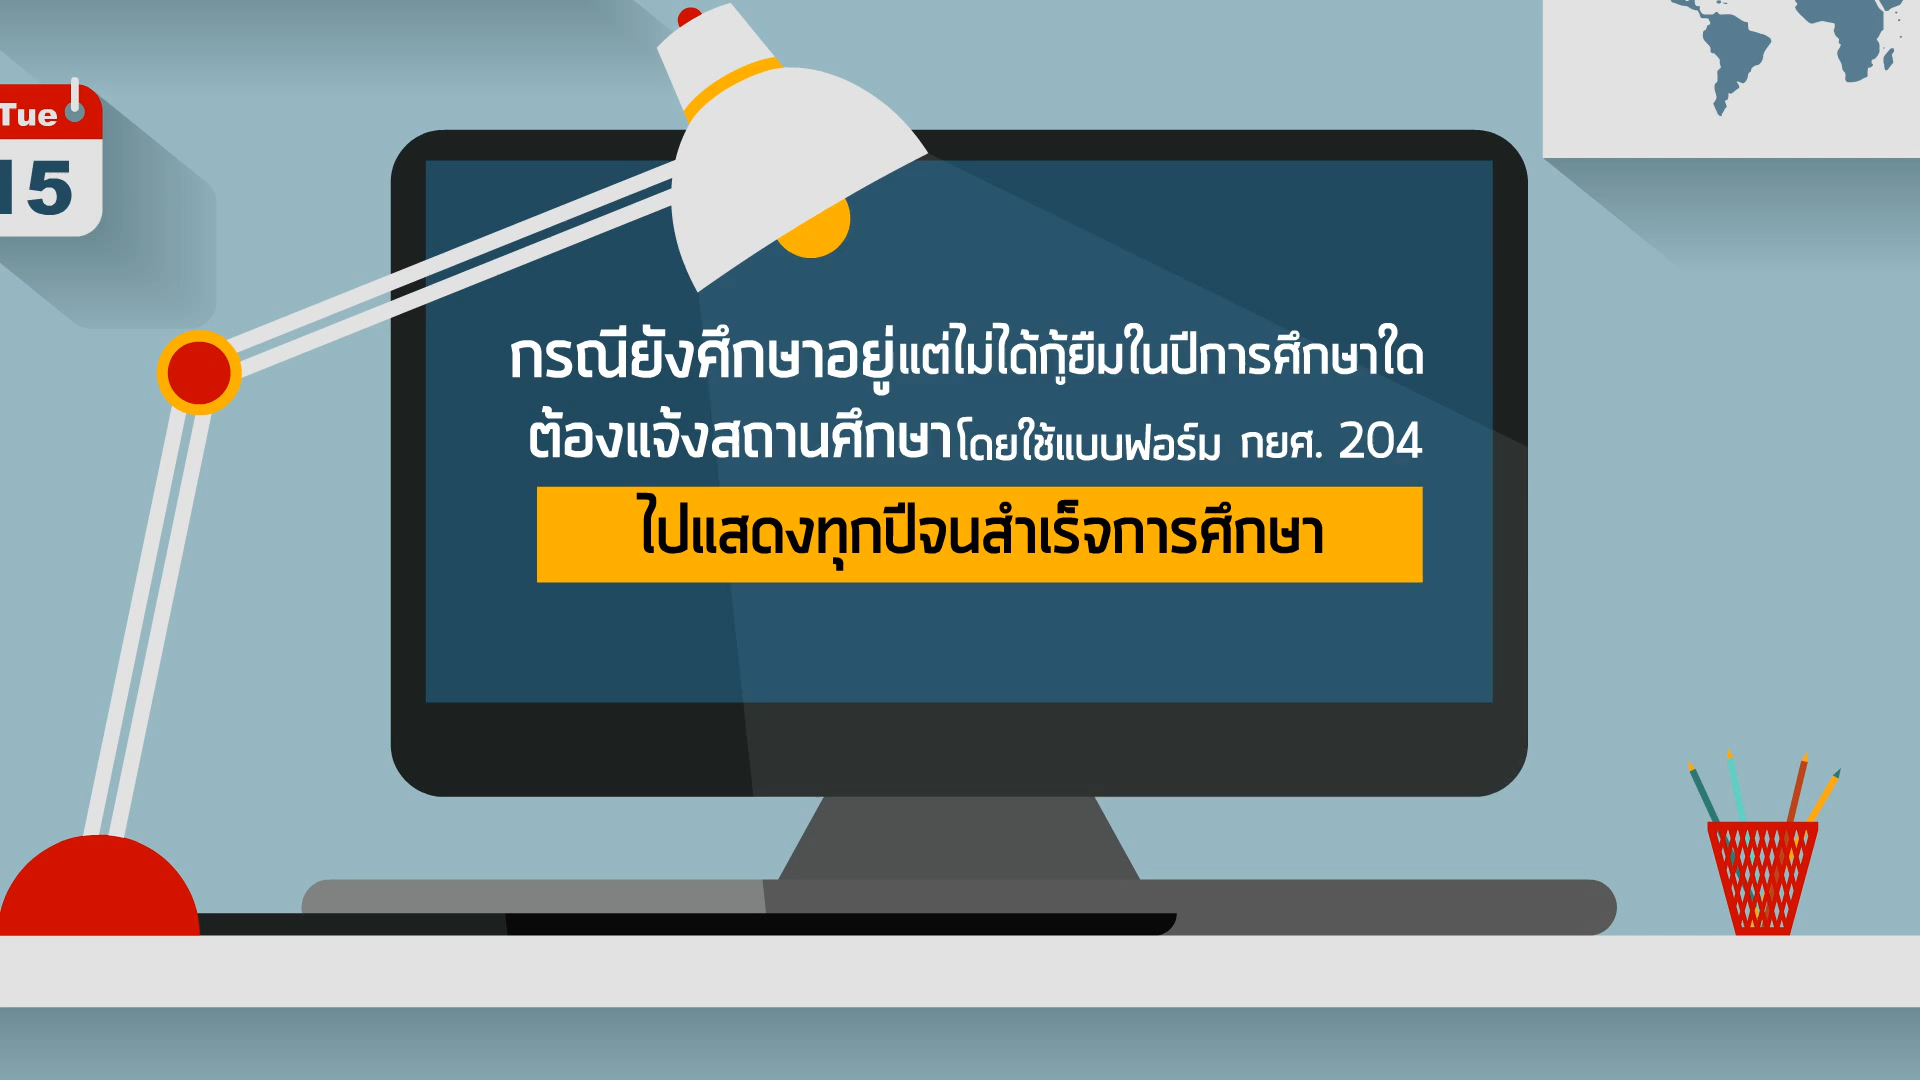 Tue
15
กรณียังศึกษาอยู่แต่ไม่ได้กู้ยืมในปีการศึกษาใด
ต้องแจ้งสถานศึกษาโดยใช้แบบฟอร์ม กยศ. 204
ไปแสดงทุกปีจนสำเร็จการศึกษา